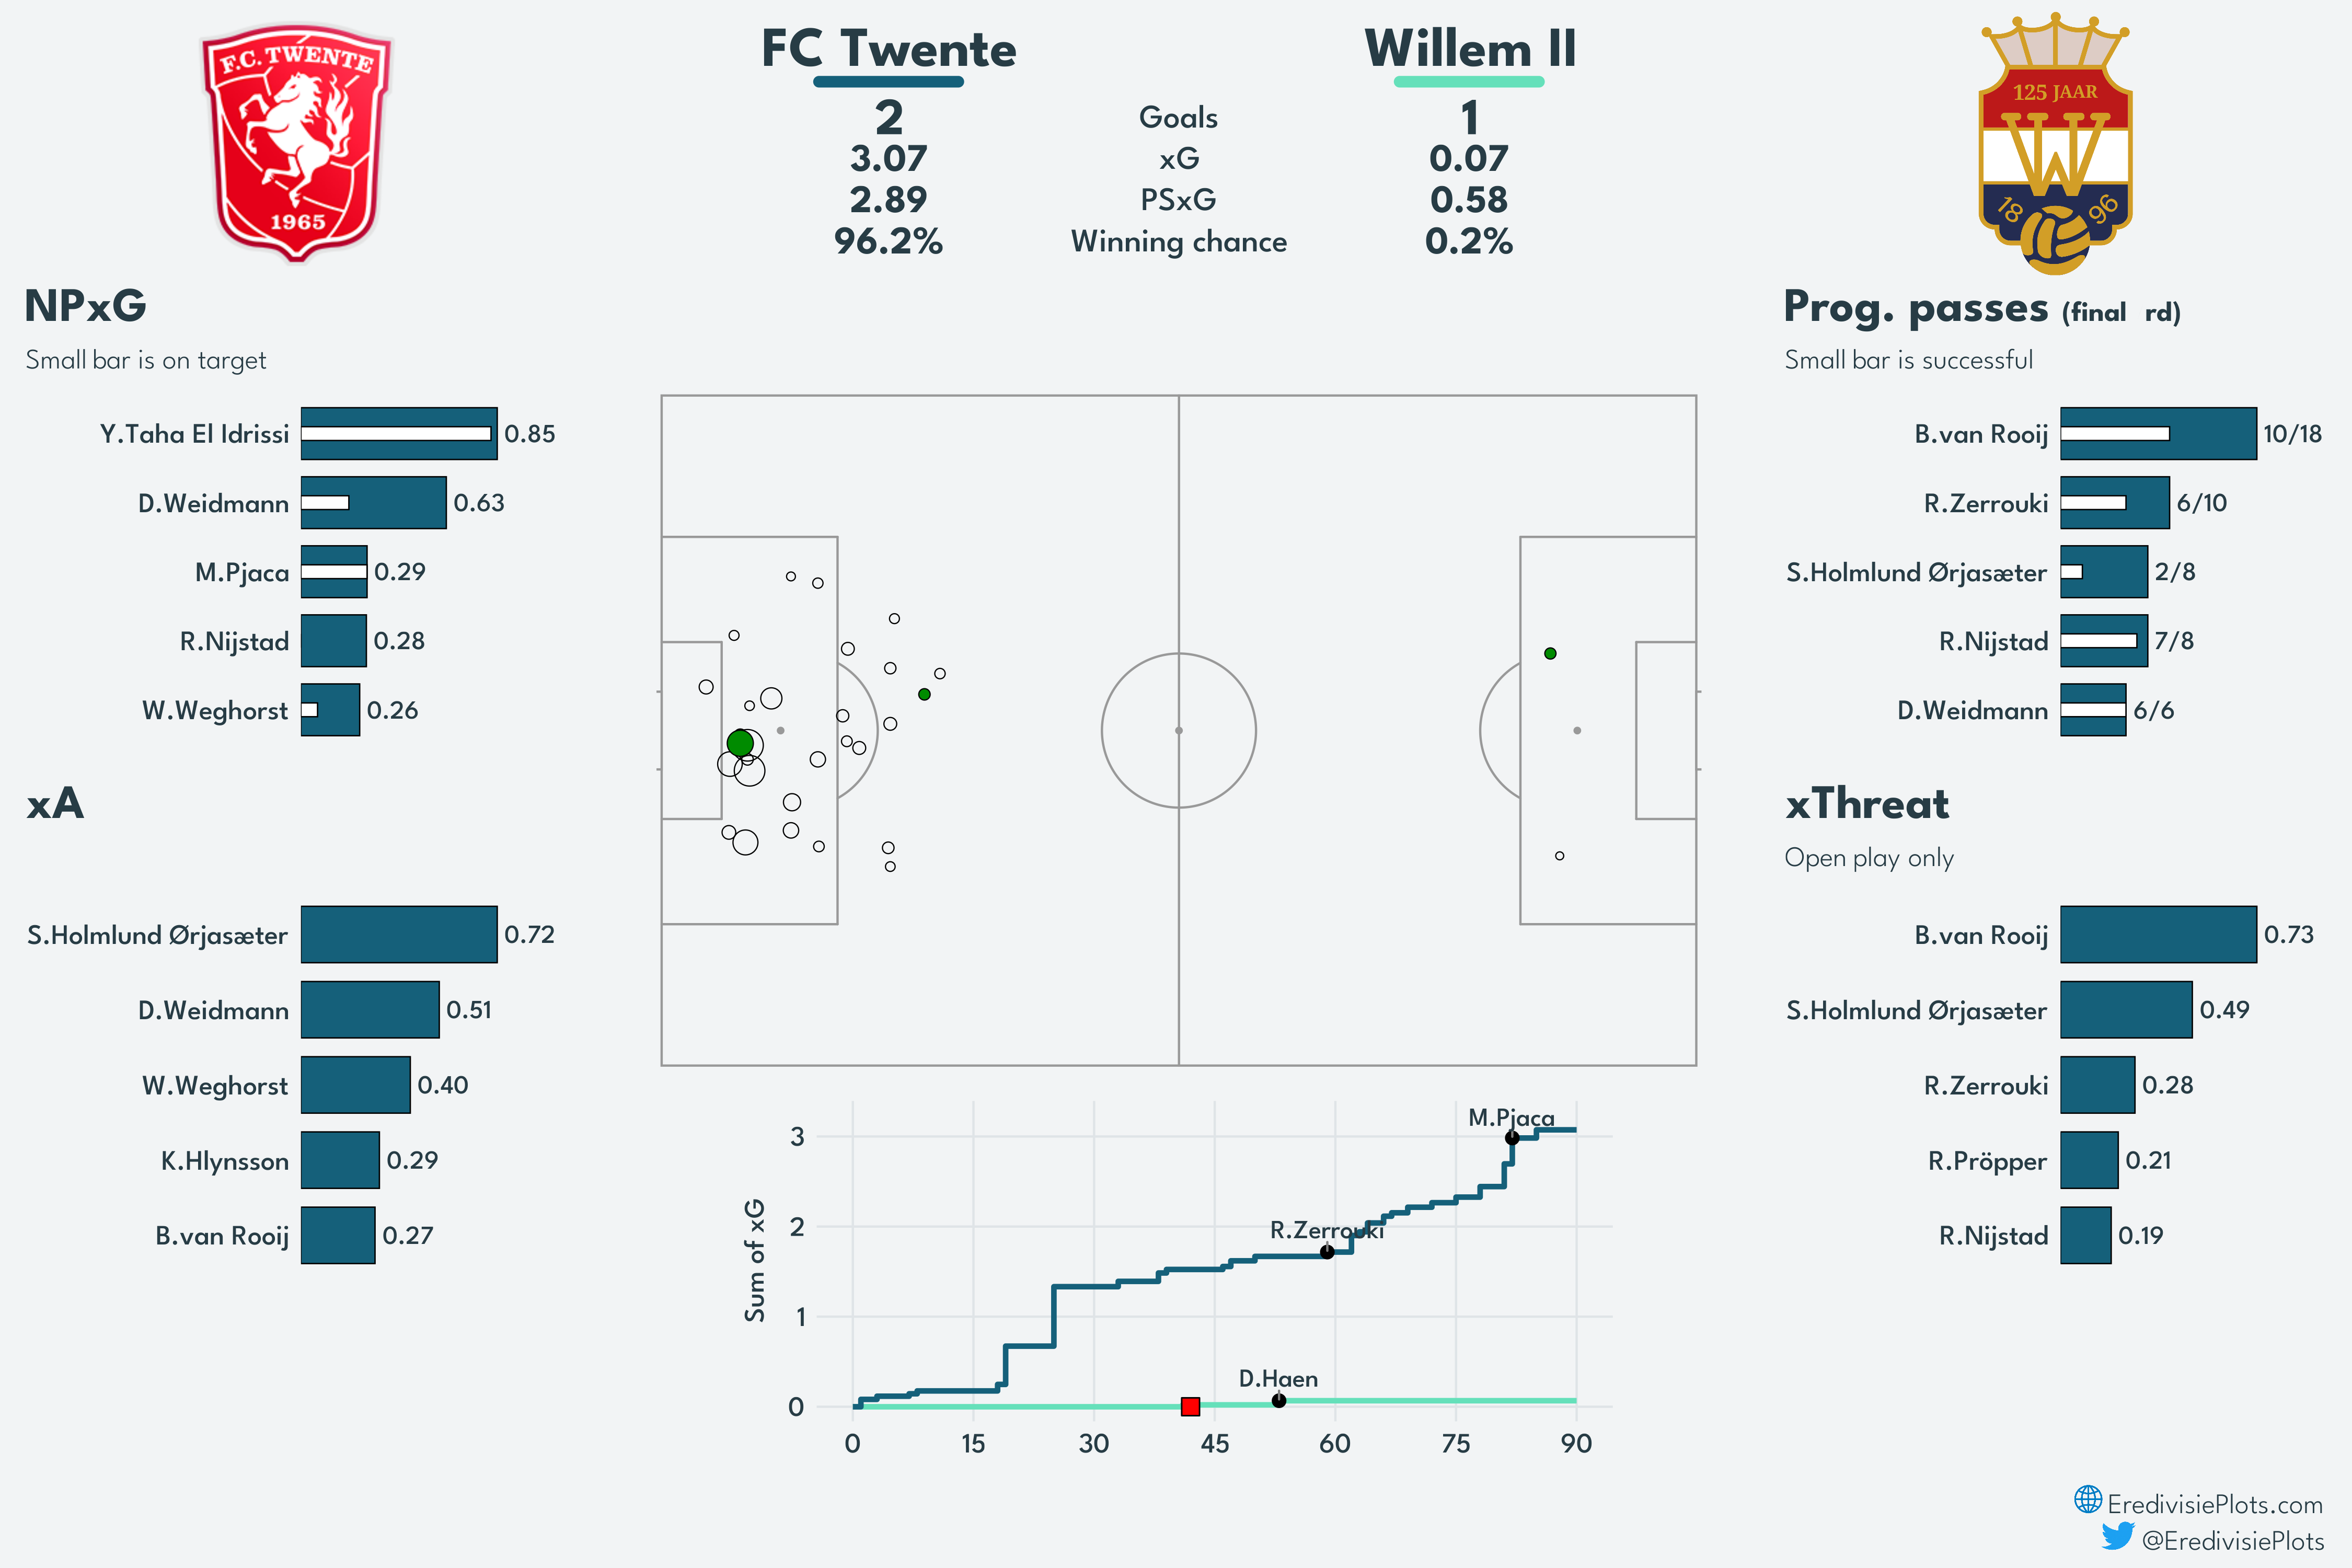 F.C. TWENTE
1965
FC Twente
Willem II
2 Goals 1
3.07 xG 0.07
2.89 PSxG 0.58
96.2% Winning chance 0.2%
125 JAAR
W
18 96
NPxG
Small bar is on target
Y.Taha El Idrissi 0.85
D.Weidmann 0.63
M.Pjaca 0.29
R.Nijstad 0.28
W.Weghorst 0.26
xA
S.Holmlund Ørjasæter 0.72
D.Weidmann 0.51
W.Weghorst 0.40
K.Hlynsson 0.29
B.van Rooij 0.27
M.Pjaca
R.Zerrouki
D.Haen
Sum of xG
3
2
1
0
0 15 30 45 60 75 90
Prog. passes (final rd)
Small bar is successful
B.van Rooij 10/18
R.Zerrouki 6/10
S.Holmlund Ørjasæter 2/8
R.Nijstad 7/8
D.Weidmann 6/6
xThreat
Open play only
B.van Rooij 0.73
S.Holmlund Ørjasæter 0.49
R.Zerrouki 0.28
R.Pröpper 0.21
R.Nijstad 0.19
EredivisiePlots.com
@EredivisiePlots